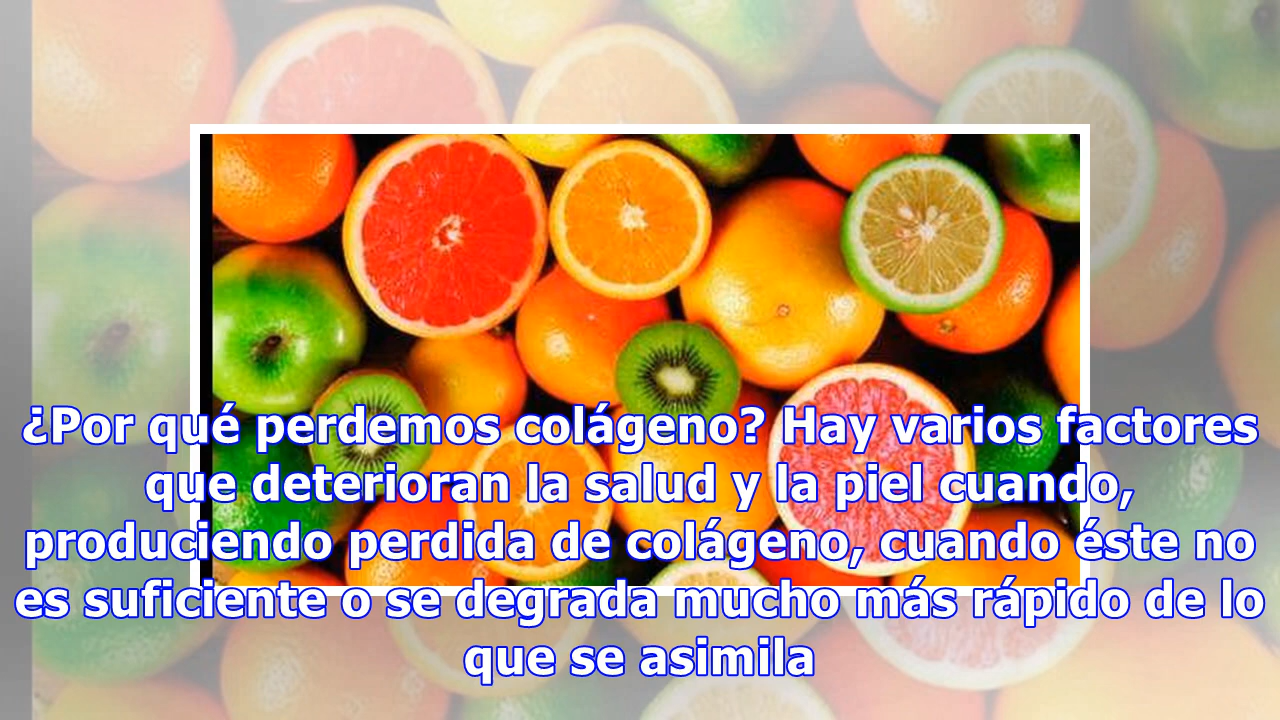 ¿Por qué perdemos colágeno? Hay varios factores
que deterioran la salud y la piel cuando,
produciendo perdida de colágeno, cuando éste no
es suficiente o se degrada mucho más rápido de lo
que se asimila